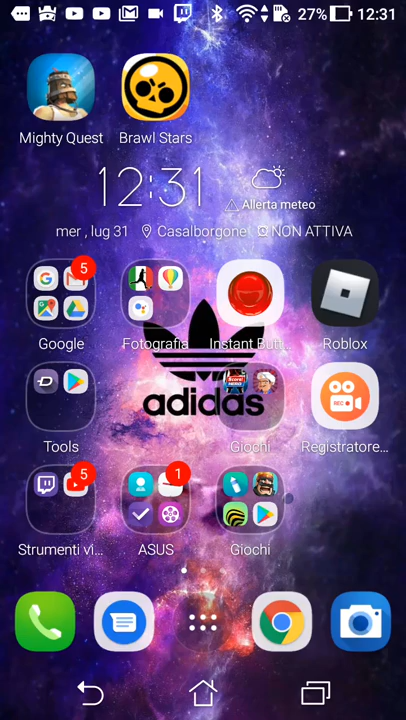 27% 12:31
Mighty Quest Brawl Stars
12:31
Allerta meteo
mer , lug 31 Casalborgone NON ATTIVA
5
Google Fotografia Instant Butt... Roblox
adidas
Tools Giochi Registratore...
REC
5 1
Strumenti vi... ASUS Giochi